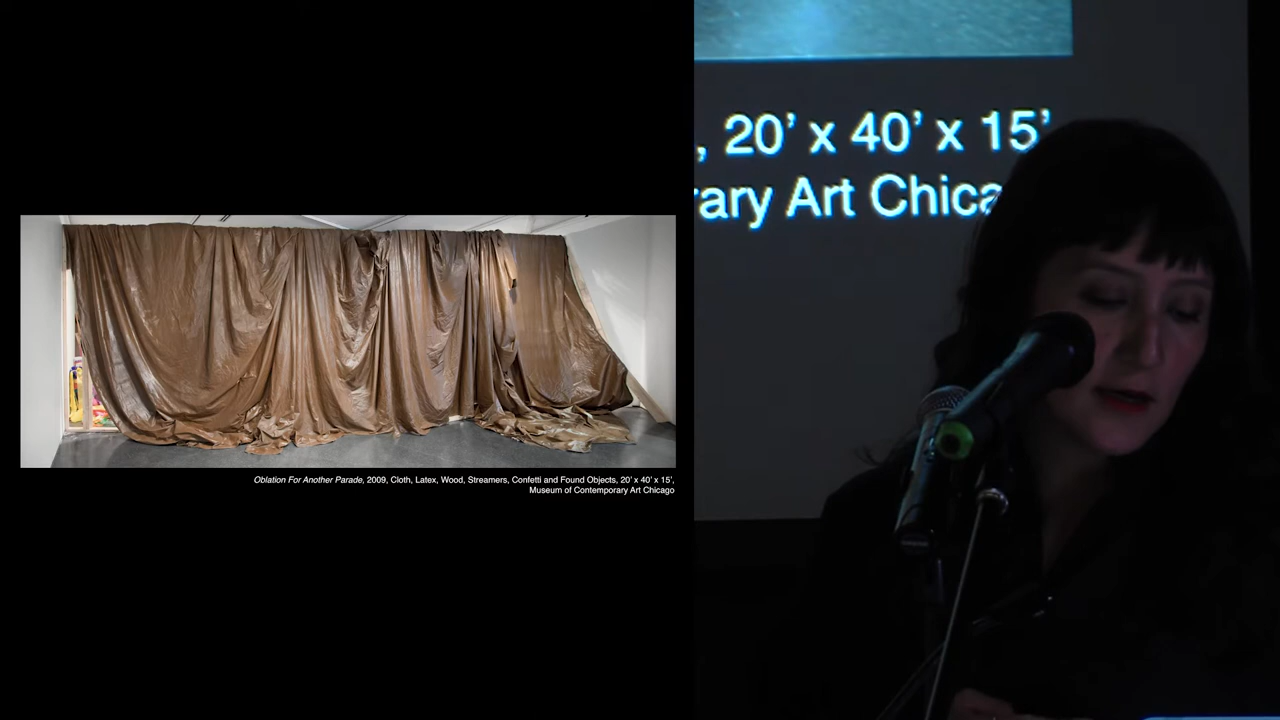 Oblation For Another Parade, 2009, Cloth, Latex, Wood, Streamers, Confetti and Found Objects, 20’ x 40’ x 15’,
Museum of Contemporary Art Chicago
, 20’ x 40’ x 15’
rary Art Chica